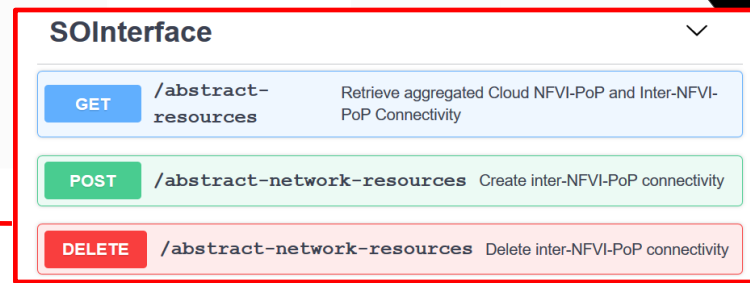 SOInterface
GET /abstract- Retrieve aggregated Cloud NFVI-PoP and Inter-NFVI-
resources PoP Connectivity
POST /abstract-network-resources Create inter-NFVI-PoP connectivity
DELETE /abstract-network-resources Delete inter-NFVI-PoP connectivity